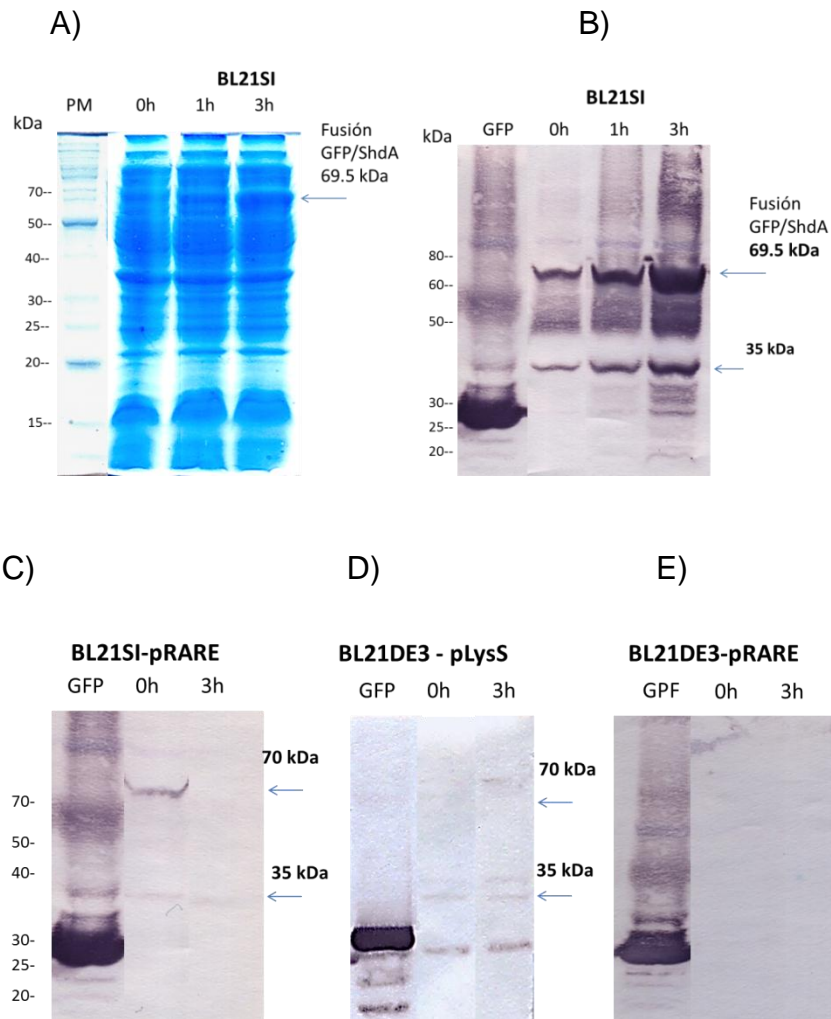 A)
BL21SI
PM 0h 1h 3h
kDa
Fusión
GFP/ShdA
69.5 kDa
70--
50--
40--
30--
25--
20--
15--
B)
BL21SI
kDa GFP 0h 1h 3h
Fusión
GFP/ShdA
69.5 kDa
80--
60--
50--
35 kDa
30--
25--
20--
C)
BL21SI-pRARE
GFP 0h 3h
70 kDa
70-
50-
40-
35 kDa
30-
25-
20-
D)
BL21DE3 - pLysS
GFP 0h 3h
70 kDa
35 kDa
E)
BL21DE3-pRARE
GPF 0h 3h